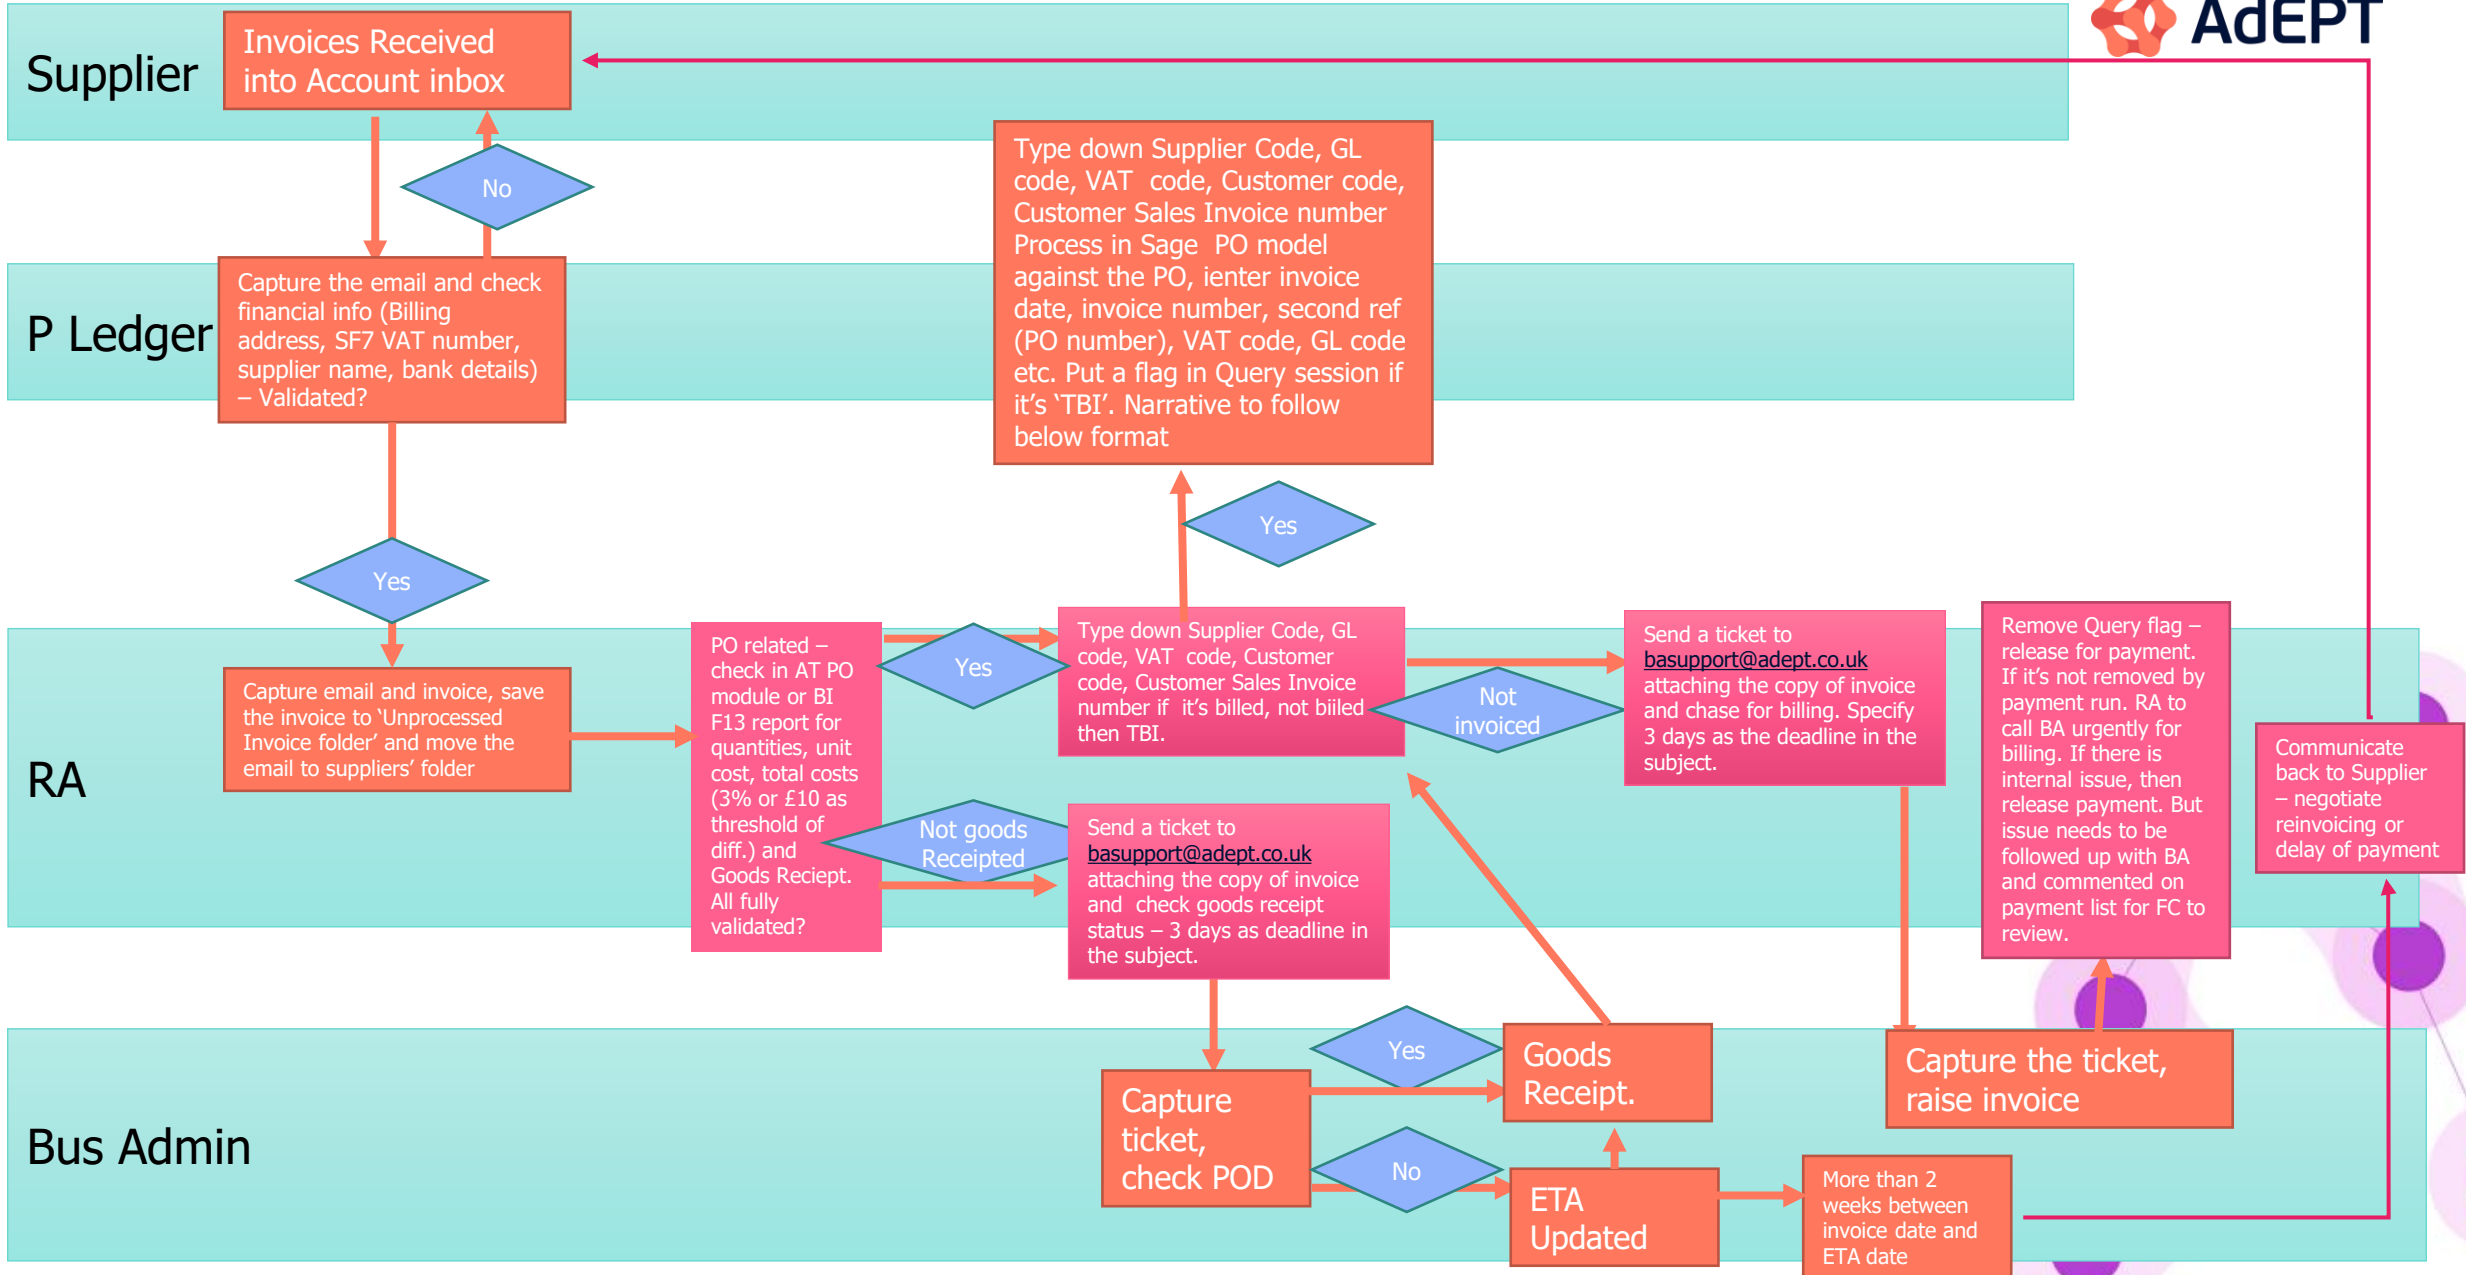 AdEPT
Supplier
Invoices Received
into Account inbox
No
Type down Supplier Code, GL
code, VAT  code, Customer code,
Customer Sales Invoice number
Process in Sage  PO model
against the PO, ienter invoice
date, invoice number, second ref
(PO number), VAT code, GL code
etc. Put a flag in Query session if
it's 'TBI'. Narrative to follow
below format
P Ledger
Capture the email and check
financial info (Billing
address, SF7 VAT number,
supplier name, bank details)
– Validated?
Yes
Yes
RA
Capture email and invoice, save
the invoice to 'Unprocessed
Invoice folder' and move the
email to suppliers' folder
PO related –
check in AT PO
module or BI
F13 report for
quantities, unit
cost, total costs
(3% or £10 as
threshold of
diff.) and
Goods Reciept.
All fully
validated?
Yes
Type down Supplier Code, GL
code, VAT  code, Customer
code, Customer Sales Invoice
number if  it's billed, not biiled
then TBI.
Not
invoiced
Send a ticket to
basupport@adept.co.uk
attaching the copy of invoice
and chase for billing. Specify
3 days as the deadline in the
subject.
Remove Query flag –
release for payment.
If it's not removed by
payment run. RA to
call BA urgently for
billing. If there is
internal issue, then
release payment. But
issue needs to be
followed up with BA
and commented on
payment list for FC to
review.
Communicate
back to Supplier
– negotiate
reinvoicing or
delay of payment
Not goods
Receipted
Send a ticket to
basupport@adept.co.uk
attaching the copy of invoice
and  check goods receipt
status – 3 days as deadline in
the subject.
Bus Admin
Capture
ticket,
check POD
Yes
No
Goods
Receipt.
ETA
Updated
More than 2
weeks between
invoice date and
ETA date
Capture the ticket,
raise invoice